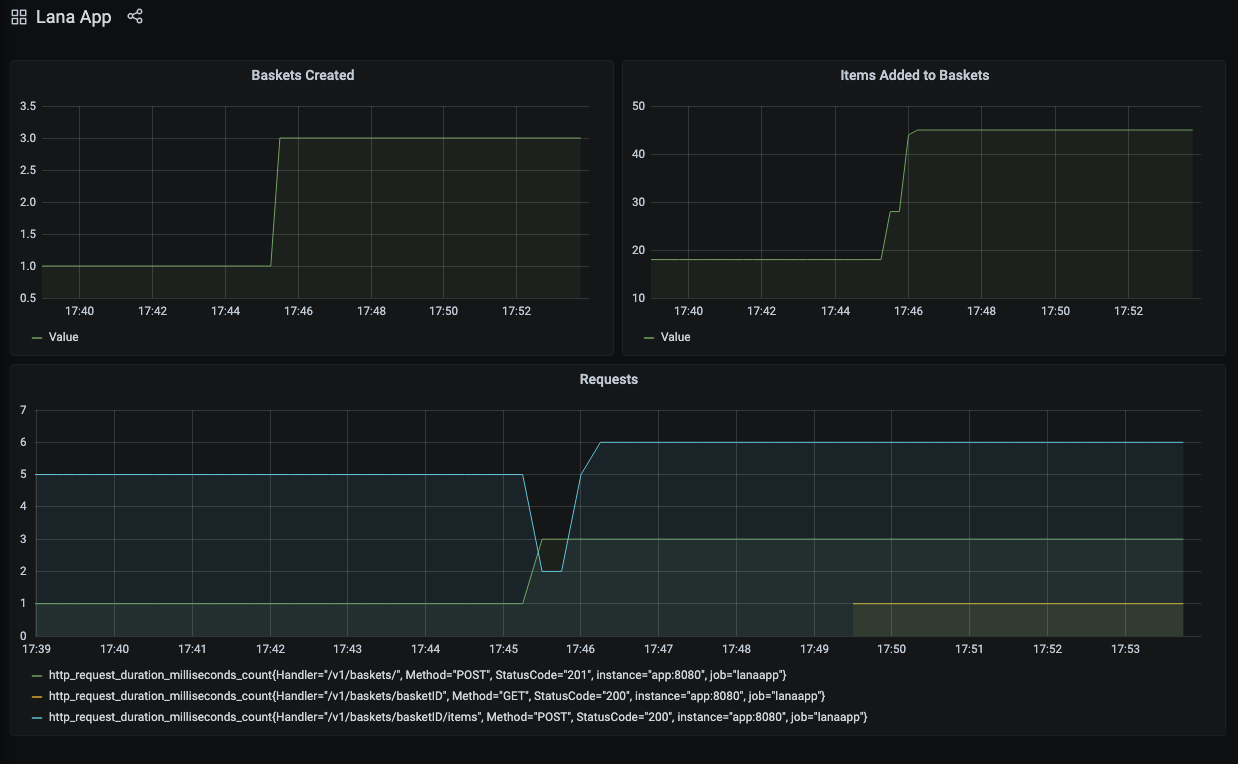 Lana App
Baskets Created
3.5
3.0
2.5
2.0
1.5
1.0
0.5
17:40 17:42 17:44 17:46 17:48 17:50 17:52
Value
Items Added to Baskets
50
40
30
20
10
17:40 17:42 17:44 17:46 17:48 17:50 17:52
Value
Requests
7
6
5
4
3
2
1
0
17:39 17:40 17:41 17:42 17:43 17:44 17:45 17:46 17:47 17:48 17:49 17:50 17:51 17:52 17:53
http_request_duration_milliseconds_count{Handler="/v1/baskets/", Method="POST", StatusCode="201", instance="app:8080", job="lanaapp"}
http_request_duration_milliseconds_count{Handler="/v1/baskets/basketID", Method="GET", StatusCode="200", instance="app:8080", job="lanaapp"}
http_request_duration_milliseconds_count{Handler="/v1/baskets/basketID/items", Method="POST", StatusCode="200", instance="app:8080", job="lanaapp"}